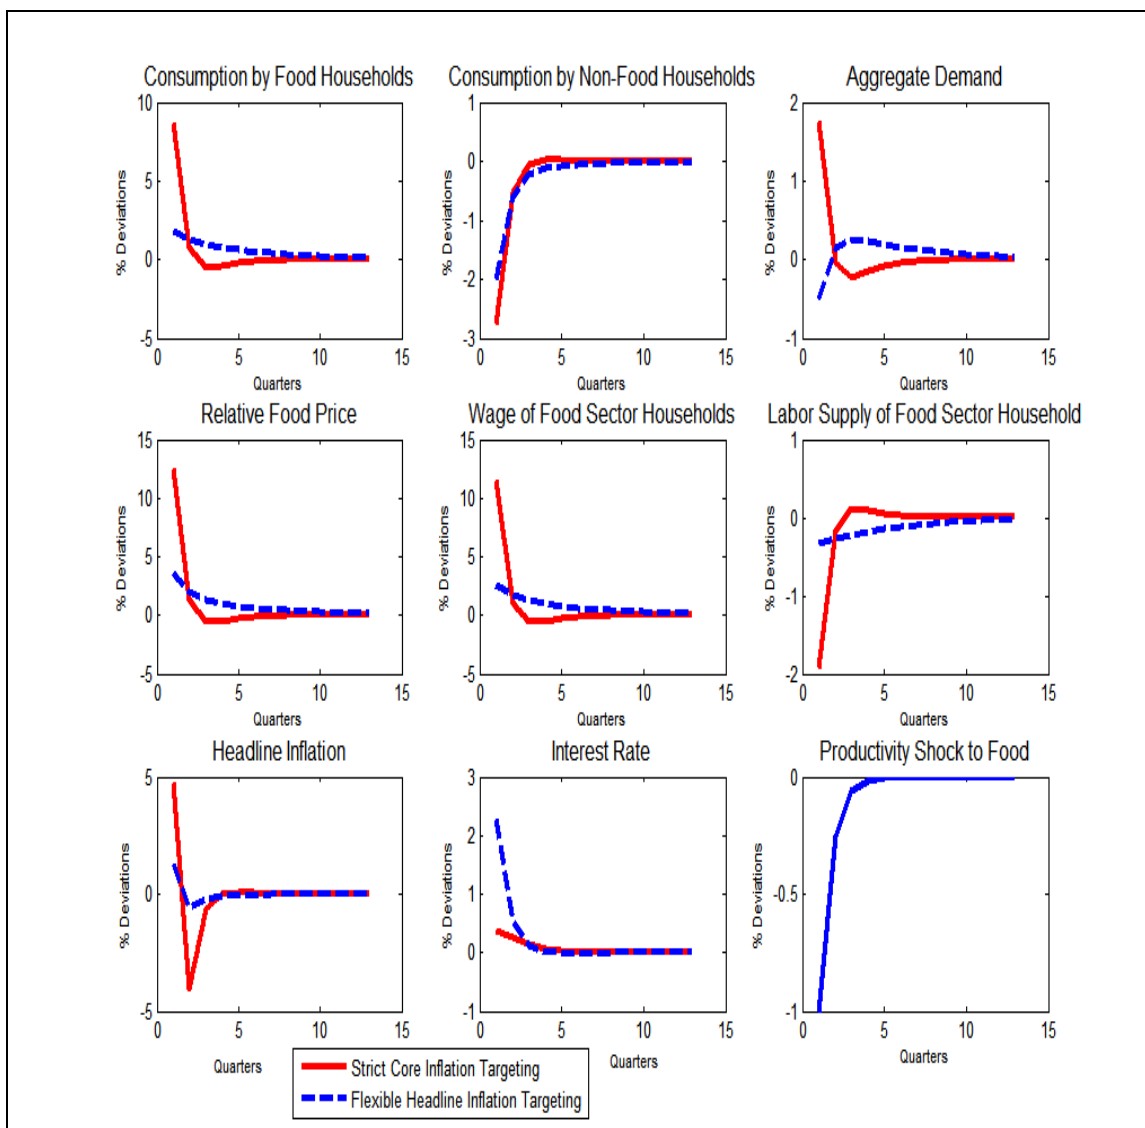 Consumption by Food Households
10
5
0
-5
% Deviations
0 5 10 15
Quarters
Consumption by Non-Food Households
1
0
-1
-2
-3
% Deviations
0 5 10 15
Quarters
Aggregate Demand
2
1
0
-1
% Deviations
0 5 10 15
Quarters
Relative Food Price
15
10
5
0
-5
% Deviations
0 5 10 15
Quarters
Wage of Food Sector Households
15
10
5
0
-5
% Deviations
0 5 10 15
Quarters
Labor Supply of Food Sector Household
1
0
-1
-2
% Deviations
0 5 10 15
Quarters
Headline Inflation
5
0
-5
% Deviations
0 5 10 15
Quarters
Interest Rate
3
2
1
0
-1
% Deviations
0 5 10 15
Quarters
Productivity Shock to Food
0
-0.5
-1
% Deviations
0 5 10 15
Quarters
Strict Core Inflation Targeting
Flexible Headline Inflation Targeting